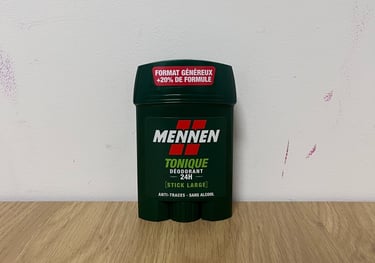 FORMAT GÉNÉREUX
+20% DE FORMULE
MENNEN
TONIQUE
DÉODORANT
24H
[STICK LARGE]
ANTI-TRACES - SANS ALCOOL